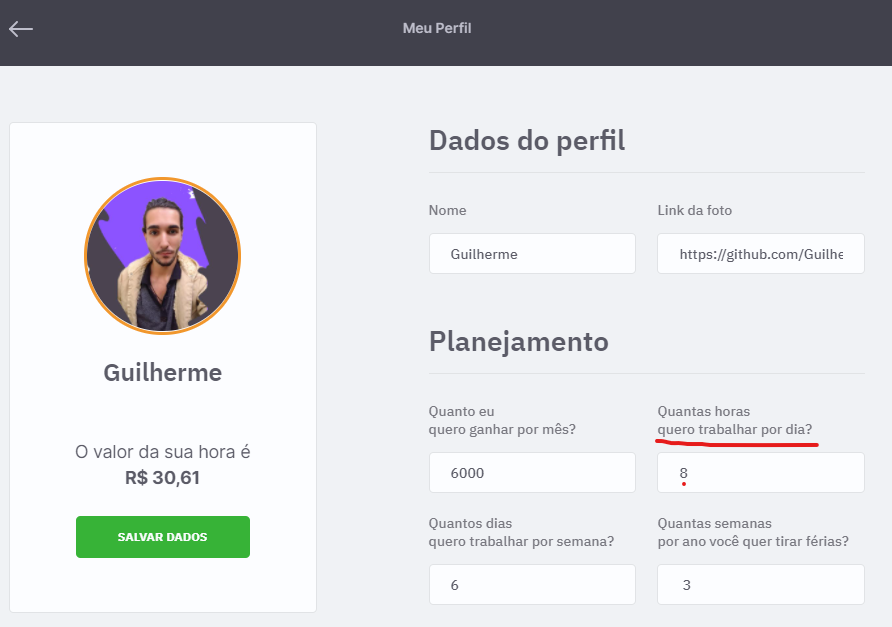 Meu Perfil
Guilherme
O valor da sua hora é
R$ 30,61
SALVAR DADOS
Dados do perfil
Nome
Link da foto
Guilherme
https://github.com/Guilhe
Planejamento
Quanto eu
quero ganhar por mês?
Quantas horas
quero trabalhar por dia?
6000
8
Quantos dias
quero trabalhar por semana?
Quantas semanas
por ano você quer tirar férias?
6
3